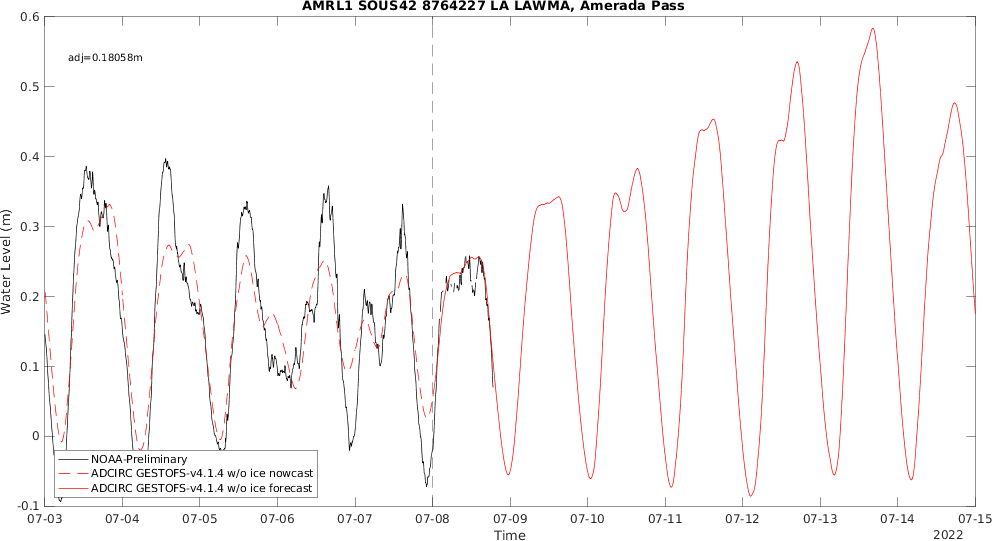 AMRL1 SOUS42 8764227 LA LAWMA, Amerada Pass
adj=0.18058m
0.6
0.5
0.4
0.3
0.2
0.1
0
-0.1
Water Level (m)
NOAA-Preliminary
ADCIRC GESTOFS-v4.1.4 w/o ice nowcast
ADCIRC GESTOFS-v4.1.4 w/o ice forecast
07-03 07-04 07-05 07-06 07-07 07-08 07-09 07-10 07-11 07-12 07-13 07-14 07-15
Time
2022